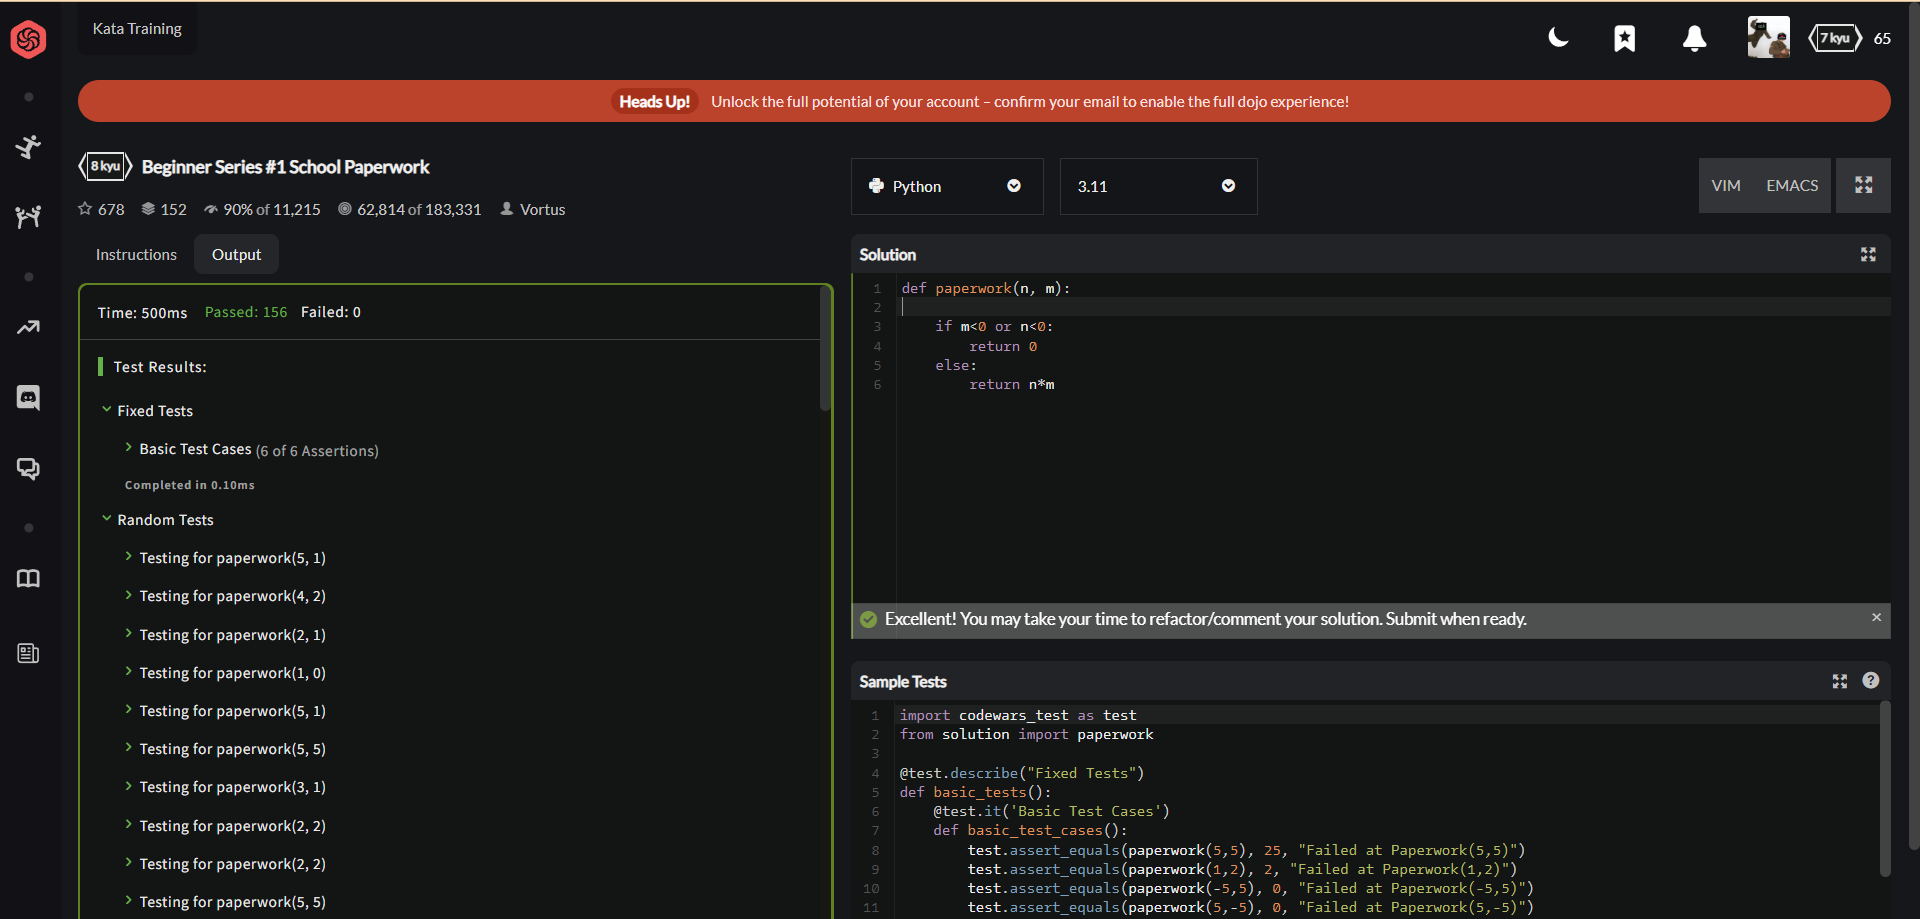 Kata Training
7 kyu 65
Heads Up! Unlock the full potential of your account – confirm your email to enable the full dojo experience!
8 kyu Beginner Series #1 School Paperwork
678 152 90% of 11,215 62,814 of 183,331 Vortus
Instructions Output
Time: 500ms Passed: 156 Failed: 0
Test Results:
Fixed Tests
Basic Test Cases (6 of 6 Assertions)
Completed in 0.10ms
Random Tests
Testing for paperwork(5, 1)
Testing for paperwork(4, 2)
Testing for paperwork(2, 1)
Testing for paperwork(1, 0)
Testing for paperwork(5, 1)
Testing for paperwork(5, 5)
Testing for paperwork(3, 1)
Testing for paperwork(2, 2)
Testing for paperwork(2, 2)
Testing for paperwork(5, 5)
Python 3.11 VIM EMACS
Solution
1 def paperwork(n, m):
2
3 if m<0 or n<0:
4 return 0
5 else:
6 return n*m
Excellent! You may take your time to refactor/comment your solution. Submit when ready. ×
Sample Tests
1 import codewars_test as test
2 from solution import paperwork
3
4 @test.describe("Fixed Tests")
5 def basic_tests():
6 @test.it('Basic Test Cases')
7 def basic_test_cases():
8 test.assert_equals(paperwork(5,5), 25, "Failed at Paperwork(5,5)")
9 test.assert_equals(paperwork(1,2), 2, "Failed at Paperwork(1,2)")
10 test.assert_equals(paperwork(-5,5), 0, "Failed at Paperwork(-5,5)")
11 test.assert_equals(paperwork(5,-5), 0, "Failed at Paperwork(5,-5)")